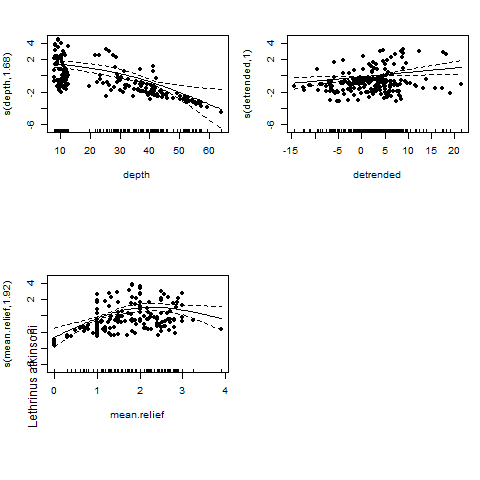 s(depth,1.68)
4
2
-2
-6
10 20 30 40 50 60
depth
s(detrended,1)
4
2
-2
-6
-15 -10 -5 0 5 10 15 20
detrended
s(mean.relief,1.92)
4
2
0 1 2 3 4
mean.relief
Lethrinus atkinsoni